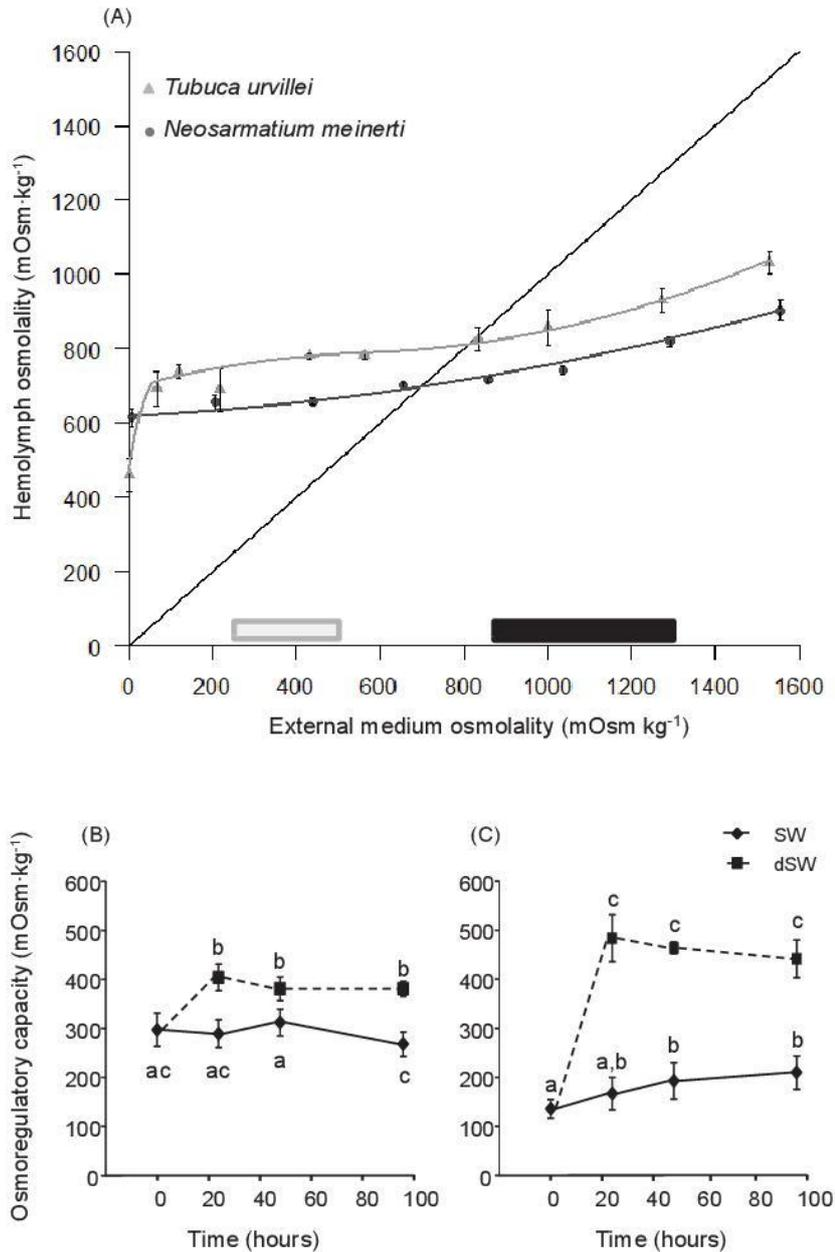 (A)
1600
1400
1200
1000
800
600
400
200
0
Hemolymph osmolality (mOsm·kg⁻¹)
Tubuca urvillei
Neosarmatium meinerti
0 200 400 600 800 1000 1200 1400 1600
External medium osmolality (mOsm kg⁻¹)
(B)
(C)
SW
dSW
Osmoregulatory capacity (mOsm·kg⁻¹)
600
500
400
300
200
100
0
b
b
b
ac
ac
a
c
0 20 40 60 80 100
Time (hours)
600
500
400
300
200
100
0
c
c
c
a
a,b
b
b
0 20 40 60 80 100
Time (hours)